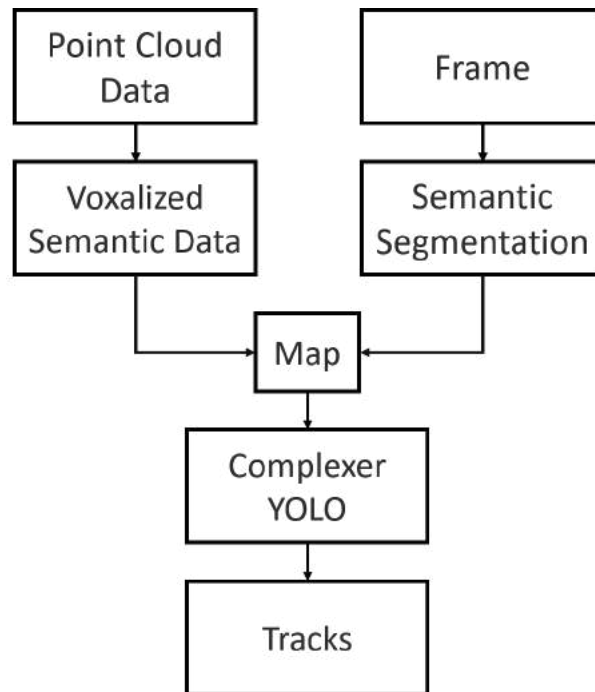 Point Cloud
Data
Frame
Voxalized
Semantic Data
Semantic
Segmentation
Map
Complexer
YOLO
Tracks